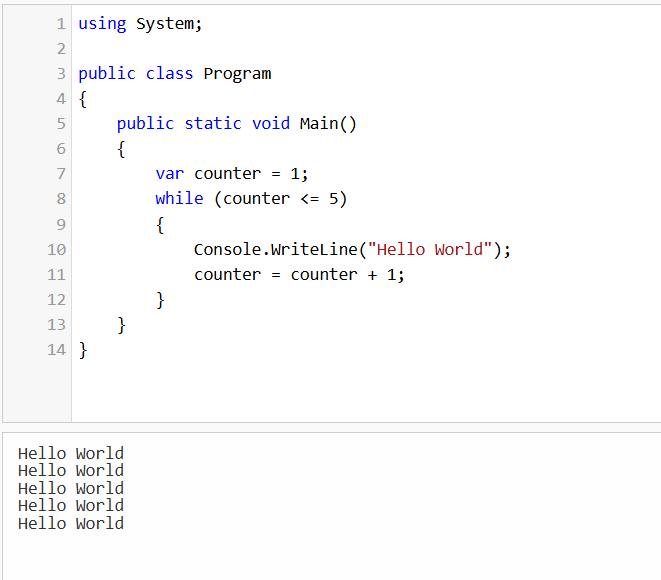 1 using System;
2
3 public class Program
4 {
5     public static void Main()
6     {
7         var counter = 1;
8         while (counter <= 5)
9         {
10             Console.WriteLine("Hello World");
11             counter = counter + 1;
12         }
13     }
14 }
Hello World
Hello World
Hello World
Hello World
Hello World